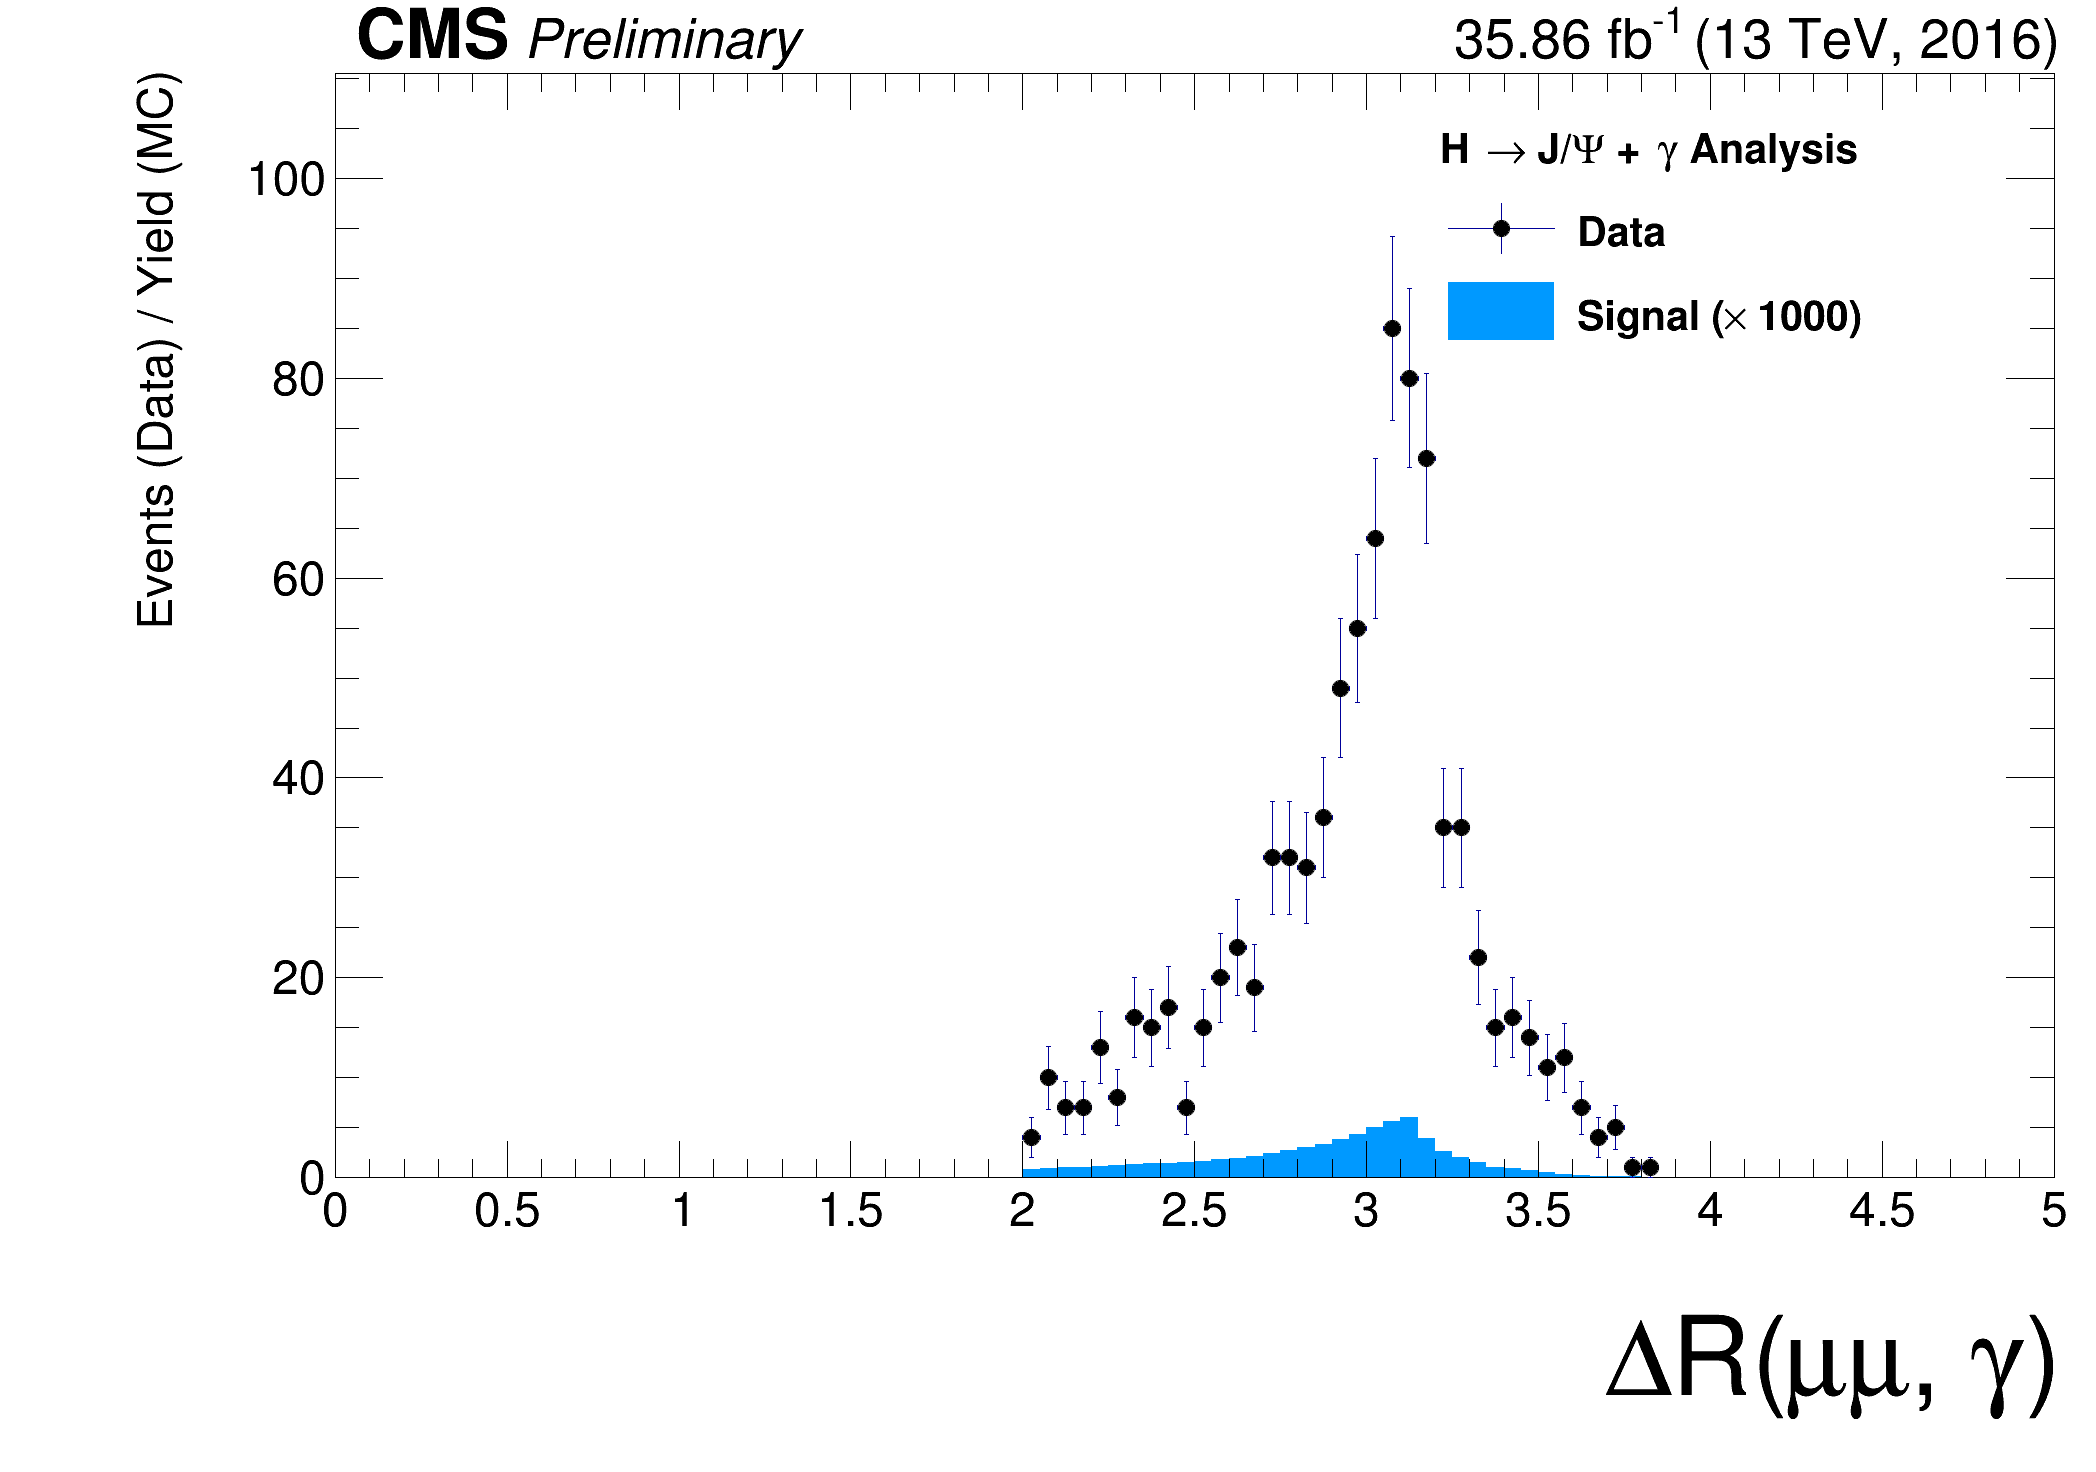 CMS Preliminary
35.86 fb⁻¹ (13 TeV, 2016)
Events (Data) / Yield (MC)
H → J/Ψ + γ Analysis
Data
Signal (× 1000)
100
80
60
40
20
0
0 0.5 1 1.5 2 2.5 3 3.5 4 4.5 5
ΔR(μμ, γ)